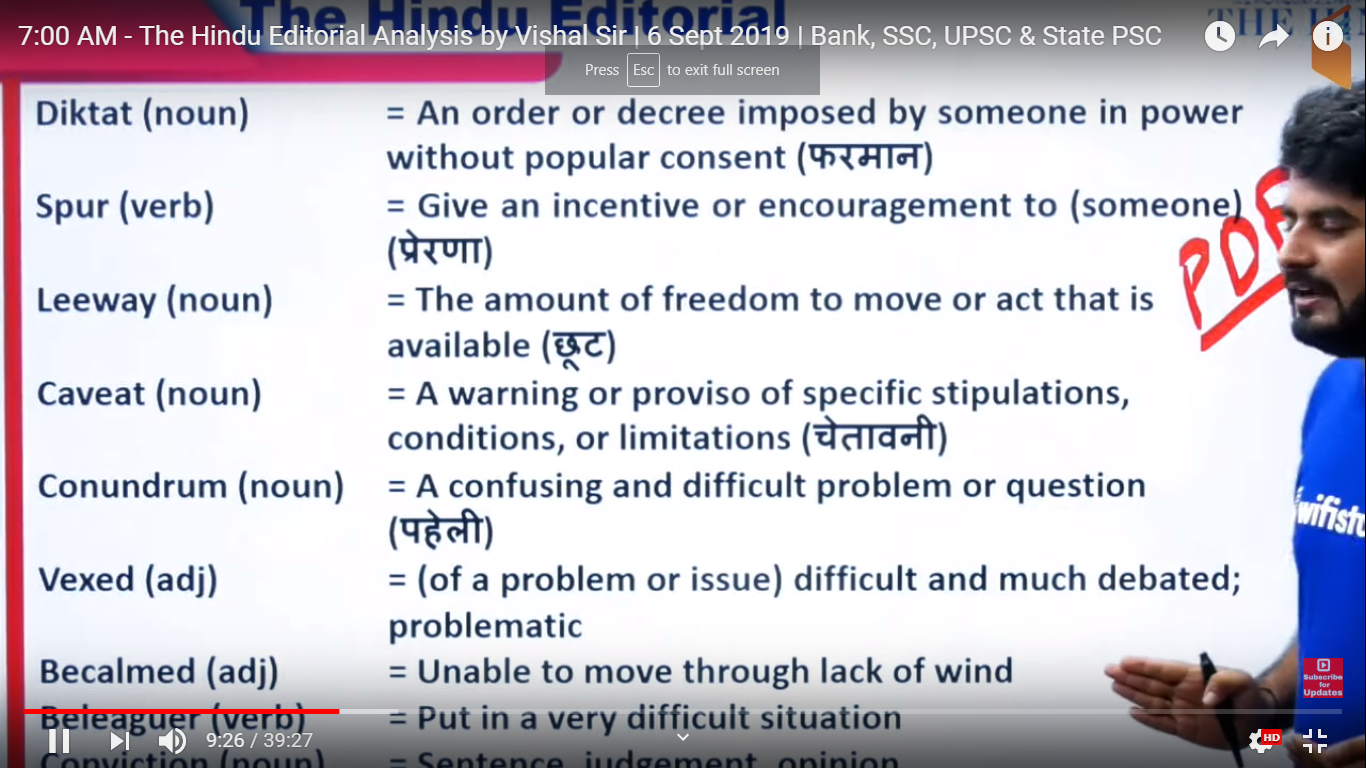 The Hindu Editorial
7:00 AM - The Hindu Editorial Analysis by Vishal Sir | 6 Sept 2019 | Bank, SSC, UPSC & State PSC
THE
Press Esc to exit full screen
Diktat (noun) = An order or decree imposed by someone in power
without popular consent (फरमान)
Spur (verb) = Give an incentive or encouragement to (someone)
(प्रेरणा)
PDF
Leeway (noun) = The amount of freedom to move or act that is
available (छूट)
Caveat (noun) = A warning or proviso of specific stipulations,
conditions, or limitations (चेतावनी)
Conundrum (noun) = A confusing and difficult problem or question
(पहेली)
wifistu
Vexed (adj) = (of a problem or issue) difficult and much debated;
problematic
Becalmed (adj) = Unable to move through lack of wind
Subscribe
for
Updates
Beleaguer (verb) = Put in a very difficult situation
9:26 / 39:27
HD
Conviction (noun) = Sentence, judgement, opinion